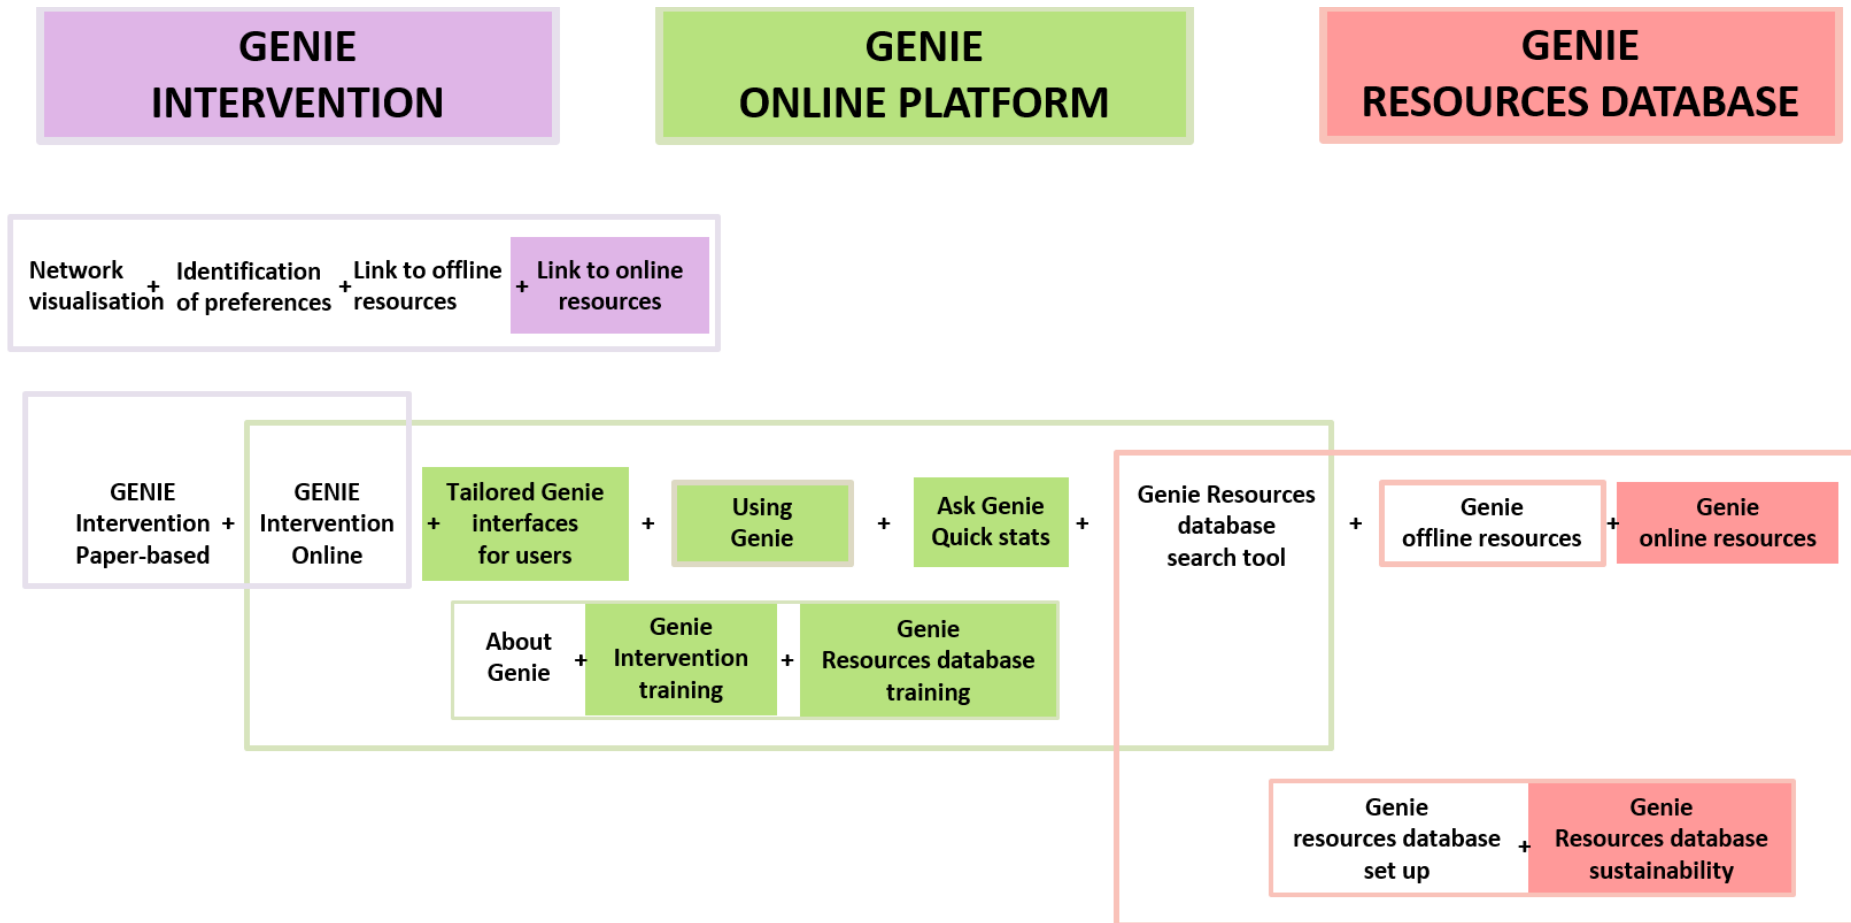 GENIE
INTERVENTION
GENIE
ONLINE PLATFORM
GENIE
RESOURCES DATABASE
Network
visualisation
+
Identification
of preferences
+
Link to offline
resources
+
Link to online
resources
GENIE
Intervention
Paper-based
+
GENIE
Intervention
Online
+
Tailored Genie
interfaces
for users
+
Using
Genie
+
Ask Genie
Quick stats
+
Genie Resources
database
search tool
+
Genie
offline resources
+
Genie
online resources
About
Genie
+
Genie
Intervention
training
+
Genie
Resources database
training
Genie
resources database
set up
+
Genie
Resources database
sustainability